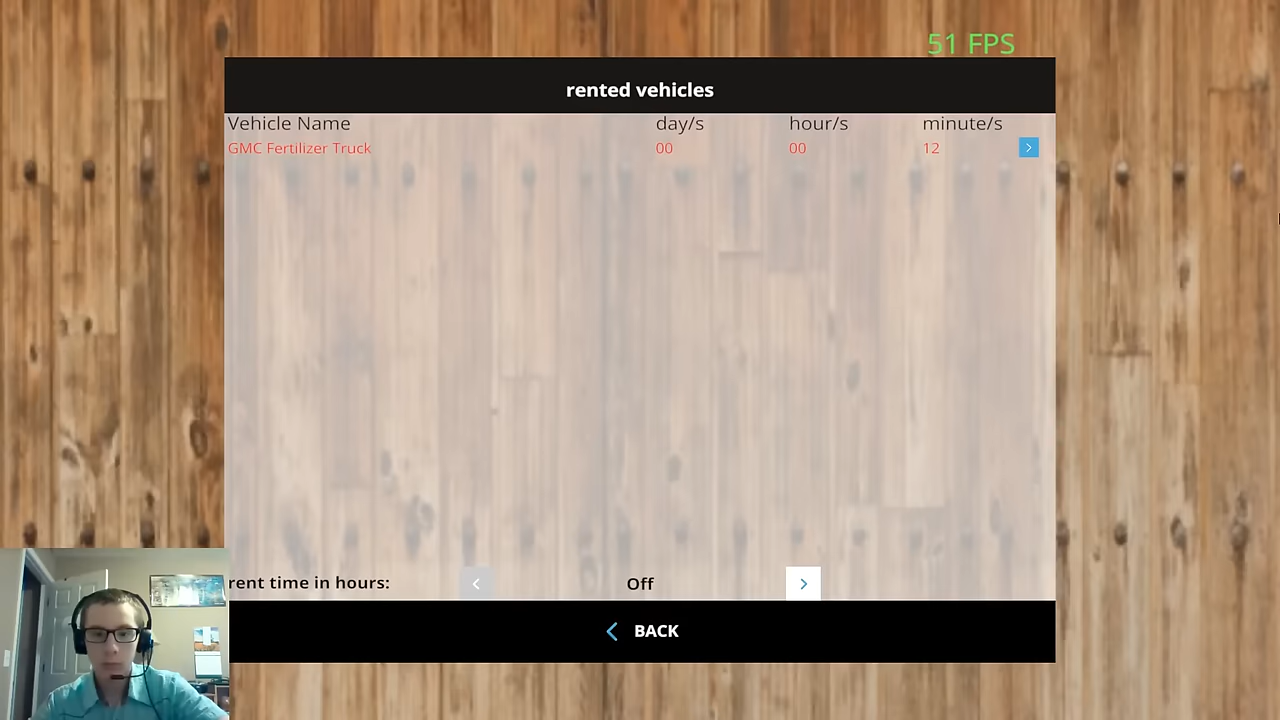 51 FPS
rented vehicles
Vehicle Name day/s hour/s minute/s
GMC Fertilizer Truck 00 00 12
rent time in hours: Off
BACK